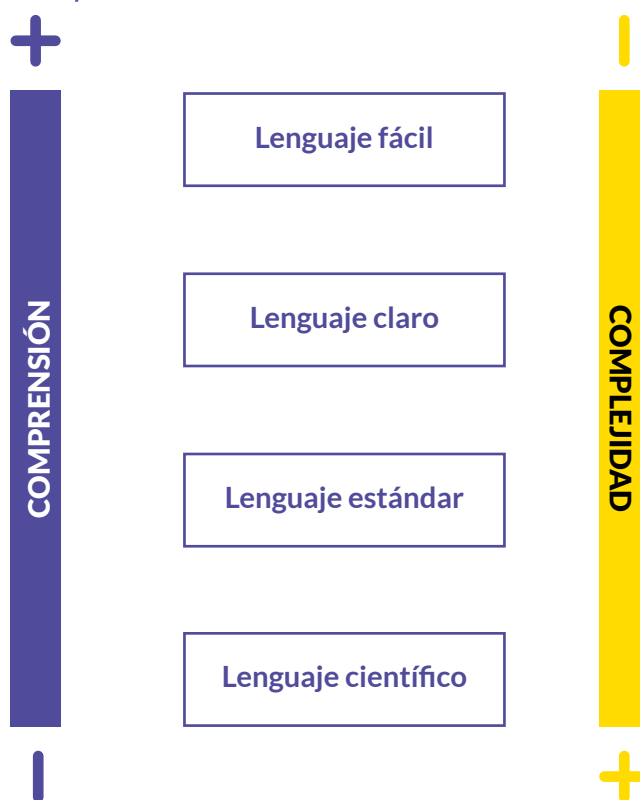 Lenguaje fácil
Lenguaje claro
COMPRENSIÓN
COMPLEJIDAD
Lenguaje estándar
Lenguaje científico